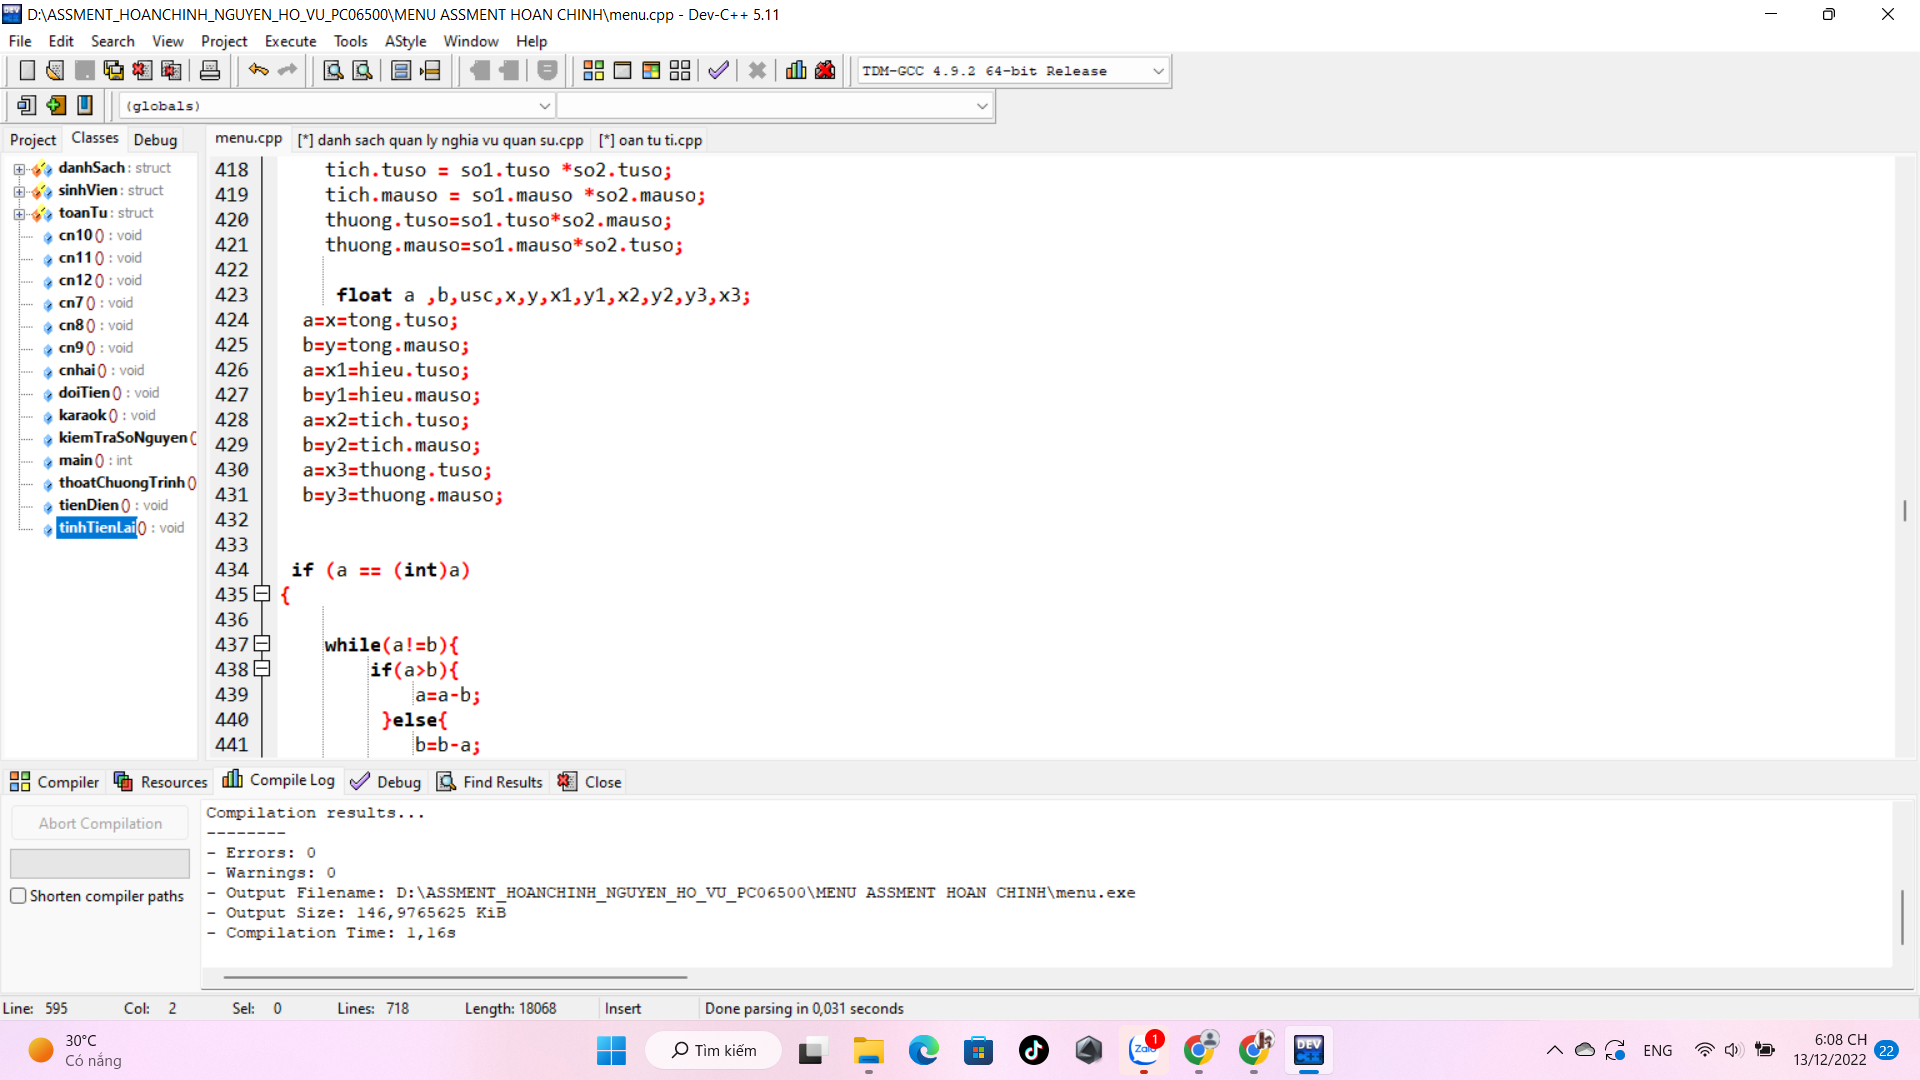 D:\ASSMENT_HOANCHINH_NGUYEN_HO_VU_PC06500\MENU ASSMENT HOAN CHINH\menu.cpp - Dev-C++ 5.11
File Edit Search View Project Execute Tools AStyle Window Help
TDM-GCC 4.9.2 64-bit Release
(globals)
Project Classes Debug
menu.cpp [*] danh sach quan ly nghia vu quan su.cpp [*] oan tu ti.cpp
danhSach : struct
sinhVien : struct
toanTu : struct
cn10 () : void
cn11 () : void
cn12 () : void
cn7 () : void
cn8 () : void
cn9 () : void
cnhai () : void
doiTien () : void
karaok () : void
kiemTraSoNguyen (
main () : int
thoatChuongTrinh ()
tienDien () : void
tinhTienLai () : void
418 tich.tuso = so1.tuso *so2.tuso;
419 tich.mauso = so1.mauso *so2.mauso;
420 thuong.tuso=so1.tuso*so2.mauso;
421 thuong.mauso=so1.mauso*so2.tuso;
422
423 float a ,b,usc,x,y,x1,y1,x2,y2,y3,x3;
424 a=x=tong.tuso;
425 b=y=tong.mauso;
426 a=x1=hieu.tuso;
427 b=y1=hieu.mauso;
428 a=x2=tich.tuso;
429 b=y2=tich.mauso;
430 a=x3=thuong.tuso;
431 b=y3=thuong.mauso;
432
433
434 if (a == (int)a)
435 {
436
437 while(a!=b){
438 if(a>b){
439 a=a-b;
440 }else{
441 b=b-a;
Compiler Resources Compile Log Debug Find Results Close
Abort Compilation
Shorten compiler paths
Compilation results...
--------
- Errors: 0
- Warnings: 0
- Output Filename: D:\ASSMENT_HOANCHINH_NGUYEN_HO_VU_PC06500\MENU ASSMENT HOAN CHINH\menu.exe
- Output Size: 146,9765625 KiB
- Compilation Time: 1,16s
Line: 595 Col: 2 Sel: 0 Lines: 718 Length: 18068 Insert Done parsing in 0,031 seconds
30°C
Có nắng
Tìm kiếm
Zalo
1
DEV
C++
ENG
6:08 CH
13/12/2022
22